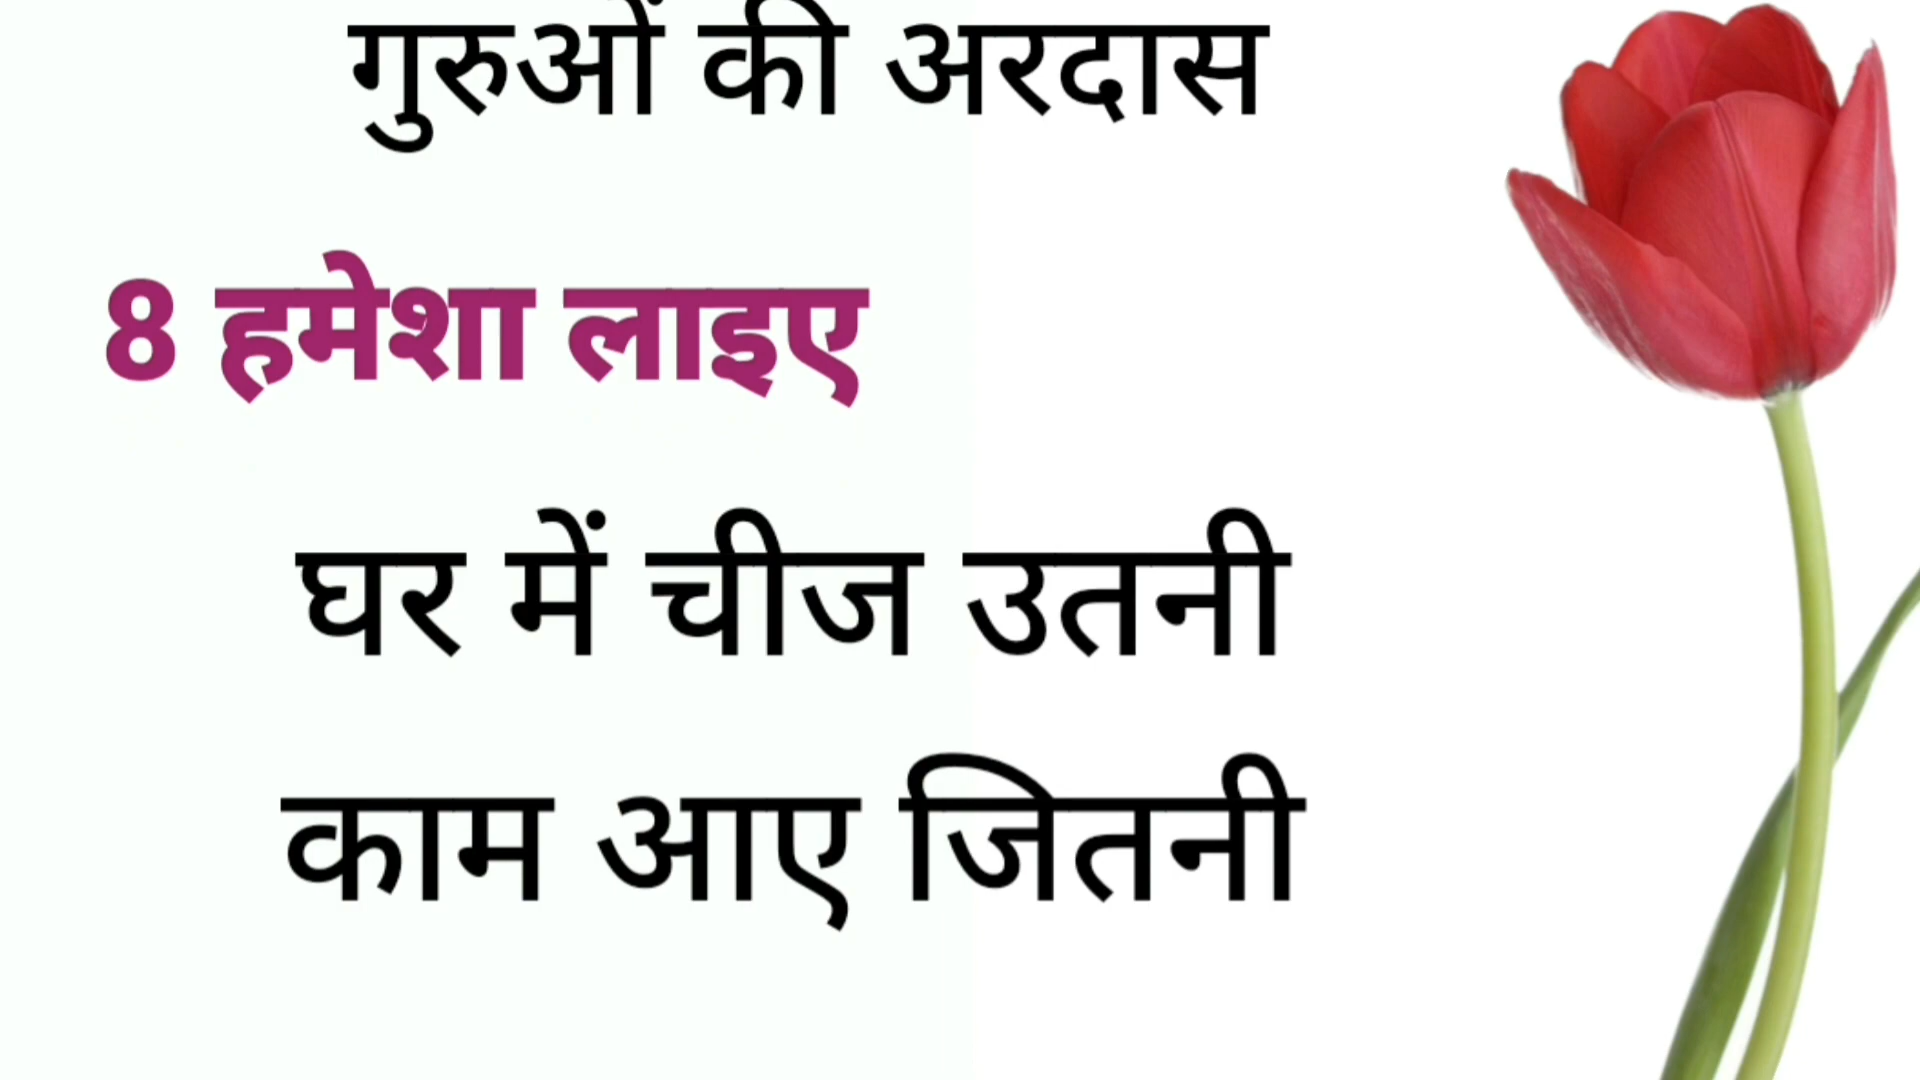 गुरुओं की अरदास
8 हमेशा लाइए
घर में चीज उतनी
काम आए जितनी